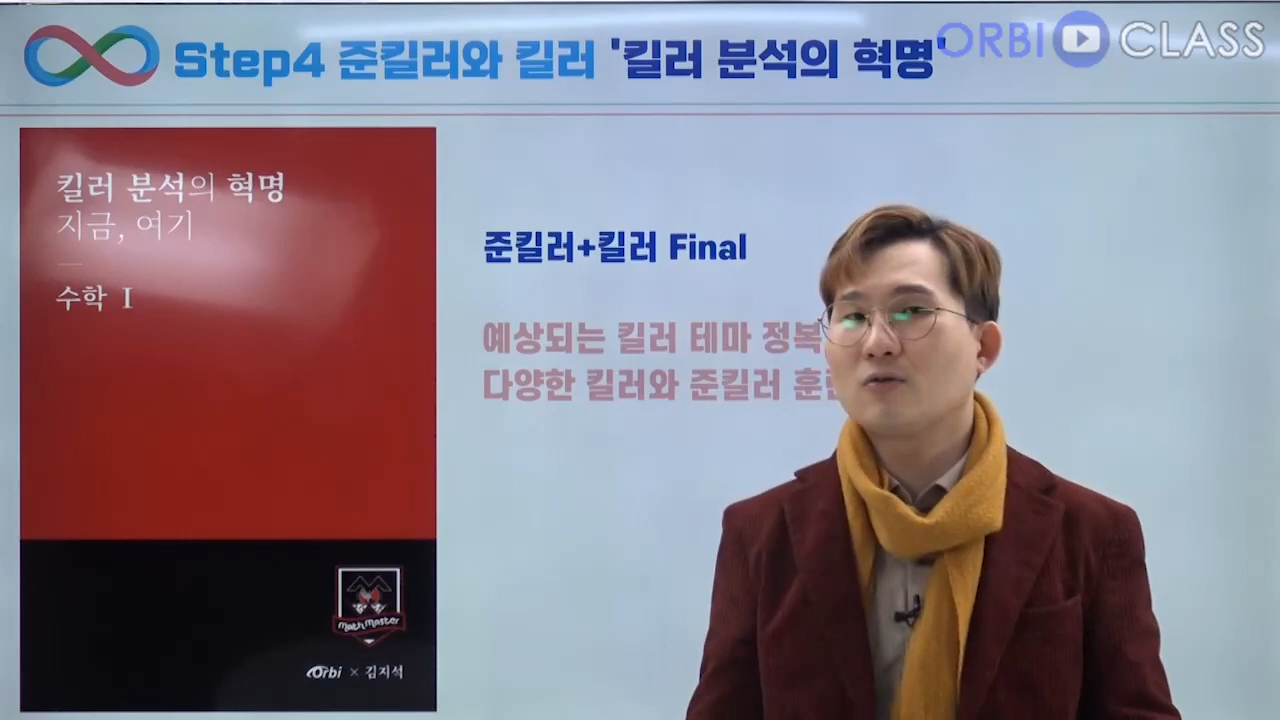 Step4 준킬러와 킬러 '킬러 분석의 혁명'
ORBI CLASS
킬러 분석의 혁명
지금, 여기
수학 I
준킬러+킬러 Final
예상되는 킬러 테마 정복
다양한 킬러와 준킬러
Math Master
Orbi × 김지석